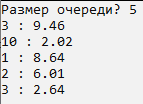 Размер очереди? 5
3 : 9.46
10 : 2.02
1 : 8.64
2 : 6.01
3 : 2.64